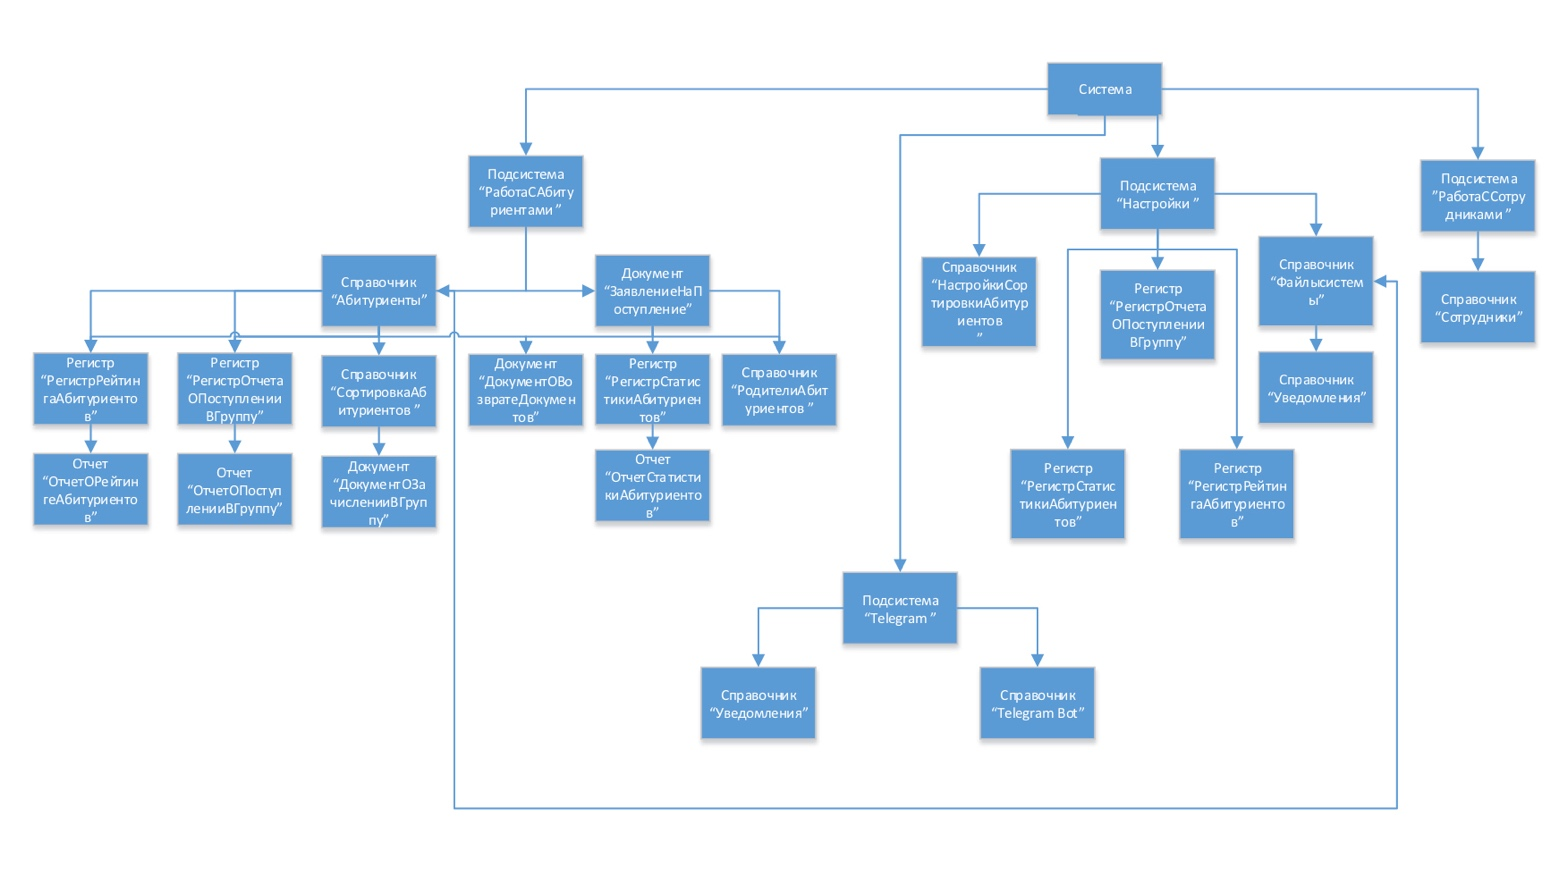 Система
Подсистема
“РаботаСАбиту
риентами ”
Подсистема
“Настройки ”
Подсистема
”РаботаССотру
дниками ”
Справочник
“Абитуриенты”
Документ
“ЗаявлениеНаП
оступление”
Справочник
“НастройкиСор
тировкиАбитур
иентов
”
Регистр
“РегистрОтчета
ОПоступлении
ВГруппу”
Справочник
“Файлысистем
ы”
Справочник
“Сотрудники”
Регистр
“РегистрРейтин
гаАбитуриенто
в”
Регистр
“РегистрОтчета
ОПоступлении
ВГруппу”
Справочник
“СортировкаАб
итуриентов ”
Документ
“ДокументОВо
звратеДокумен
тов”
Регистр
“РегистрСтатис
тикиАбитуриен
тов”
Справочник
“РодителиАбит
уриентов ”
Справочник
“Уведомления”
Отчет
“ОтчетОРейтин
геАбитуриенто
в”
Отчет
“ОтчетОПоступ
ленииВГруппу”
Документ
“ДокументОЗа
численииВГруп
пу”
Отчет
“ОтчетСтатисти
киАбитуриенто
в”
Регистр
“РегистрСтатис
тикиАбитуриен
тов”
Регистр
“РегистрРейтин
гаАбитуриенто
в”
Подсистема
“Telegram ”
Справочник
“Уведомления”
Справочник
“Telegram Bot”